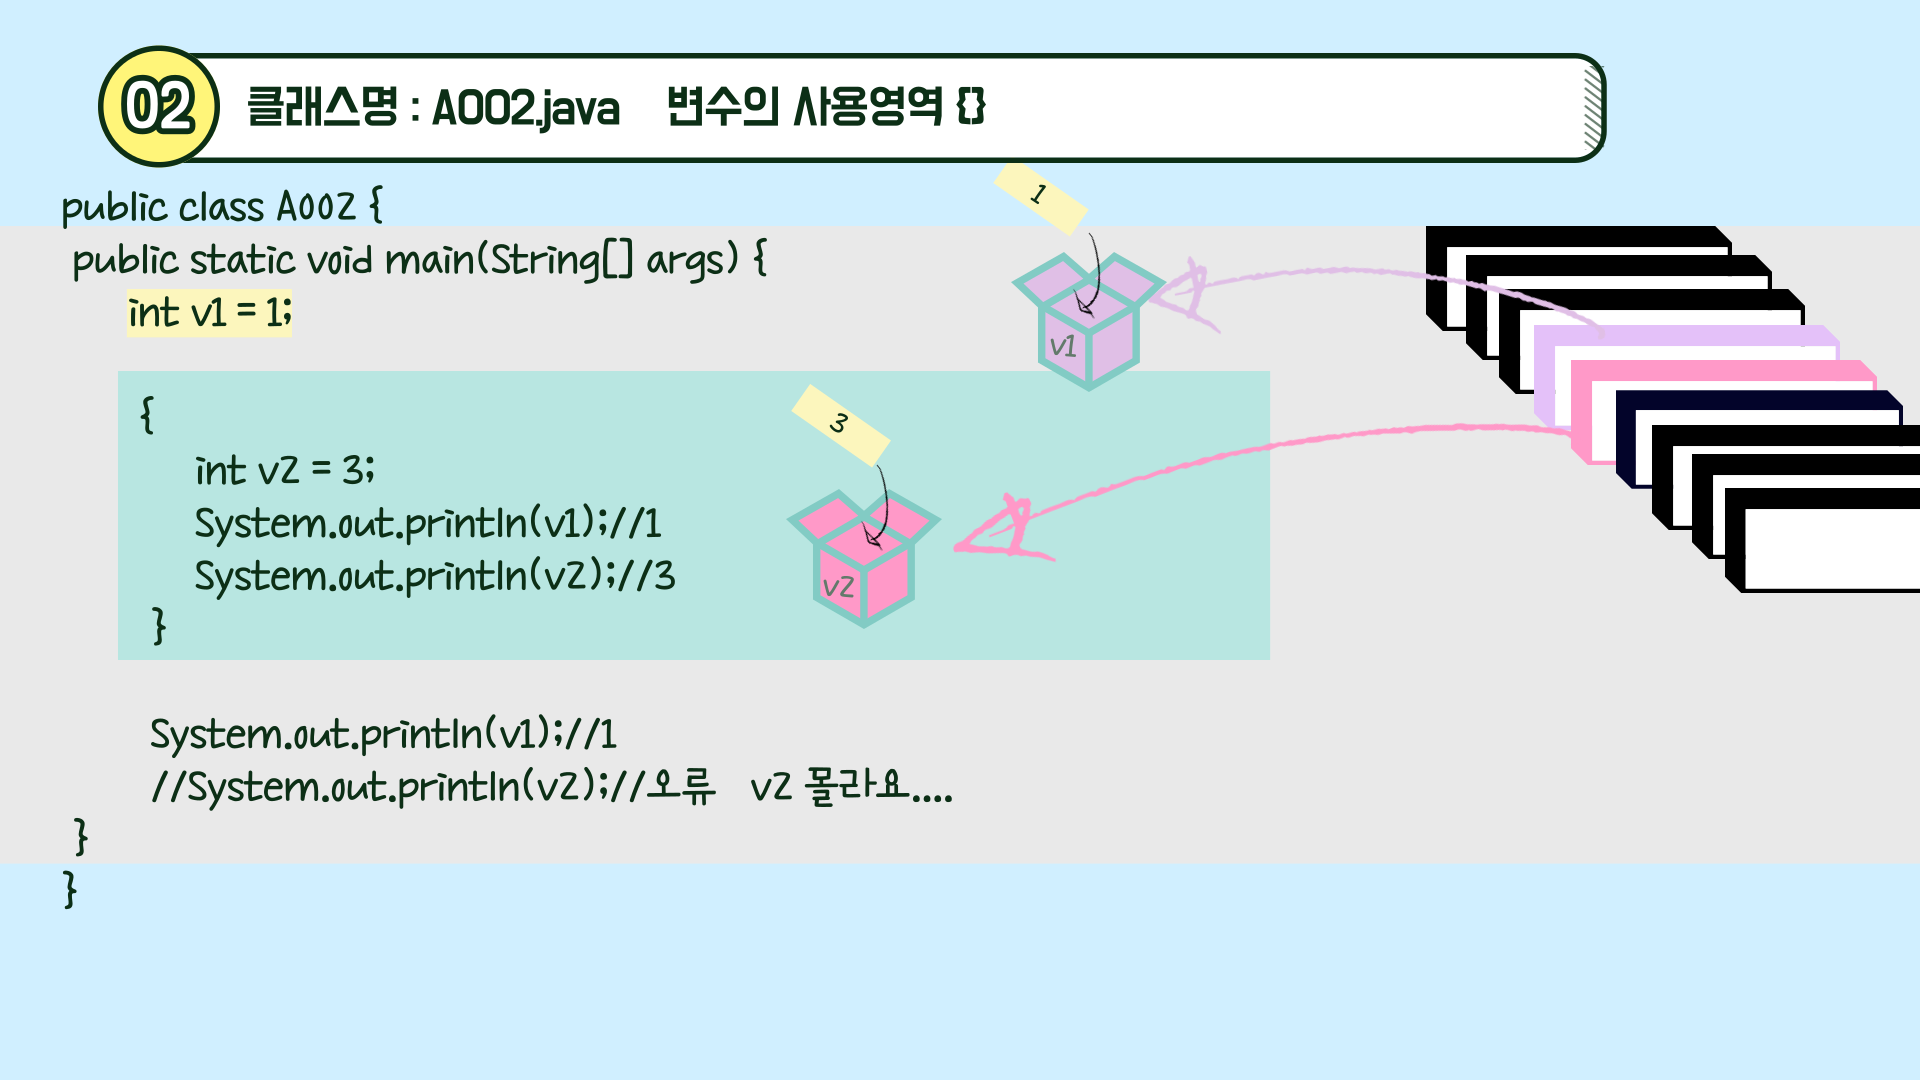 02
클래스명 : A002.java 변수의 사용영역 {}
public class A002 {
public static void main(String[] args) {
int v1 = 1;
1
v1
{
int v2 = 3;
System.out.println(v1);//1
System.out.println(v2);//3
}
3
v2
System.out.println(v1);//1
//System.out.println(v2);//오류 v2 몰라요....
}
}